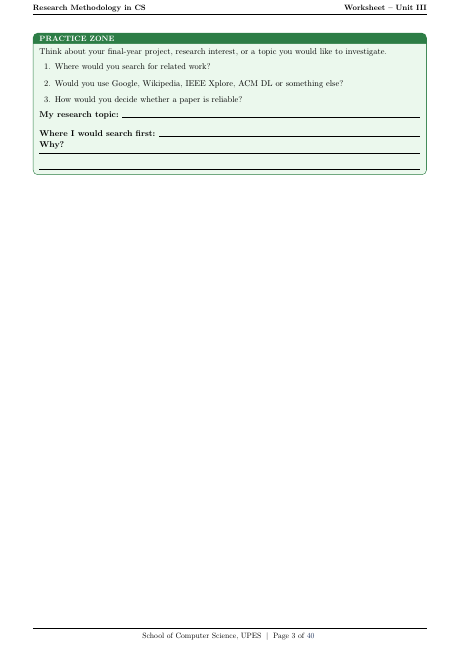 Research Methodology in CS Worksheet – Unit III
PRACTICE ZONE
Think about your final-year project, research interest, or a topic you would like to investigate.
1. Where would you search for related work?
2. Would you use Google, Wikipedia, IEEE Xplore, ACM DL or something else?
3. How would you decide whether a paper is reliable?
My research topic:
Where I would search first:
Why?
School of Computer Science, UPES | Page 3 of 40